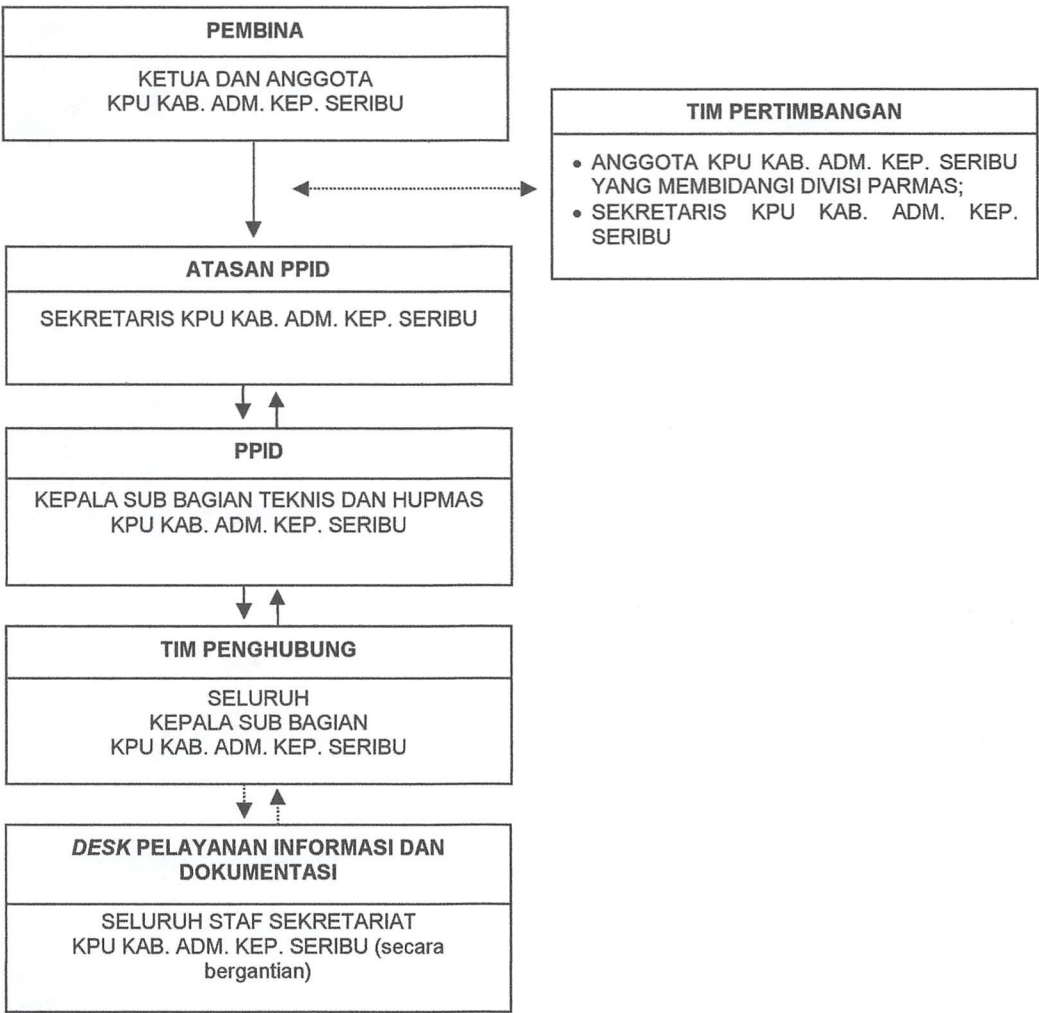 PEMBINA
KETUA DAN ANGGOTA
KPU KAB. ADM. KEP. SERIBU
TIM PERTIMBANGAN
• ANGGOTA KPU KAB. ADM. KEP. SERIBU
YANG MEMBIDANGI DIVISI PARMAS;
• SEKRETARIS KPU KAB. ADM. KEP.
SERIBU
ATASAN PPID
SEKRETARIS KPU KAB. ADM. KEP. SERIBU
PPID
KEPALA SUB BAGIAN TEKNIS DAN HUPMAS
KPU KAB. ADM. KEP. SERIBU
TIM PENGHUBUNG
SELURUH
KEPALA SUB BAGIAN
KPU KAB. ADM. KEP. SERIBU
DESK PELAYANAN INFORMASI DAN
DOKUMENTASI
SELURUH STAF SEKRETARIAT
KPU KAB. ADM. KEP. SERIBU (secara
bergantian)